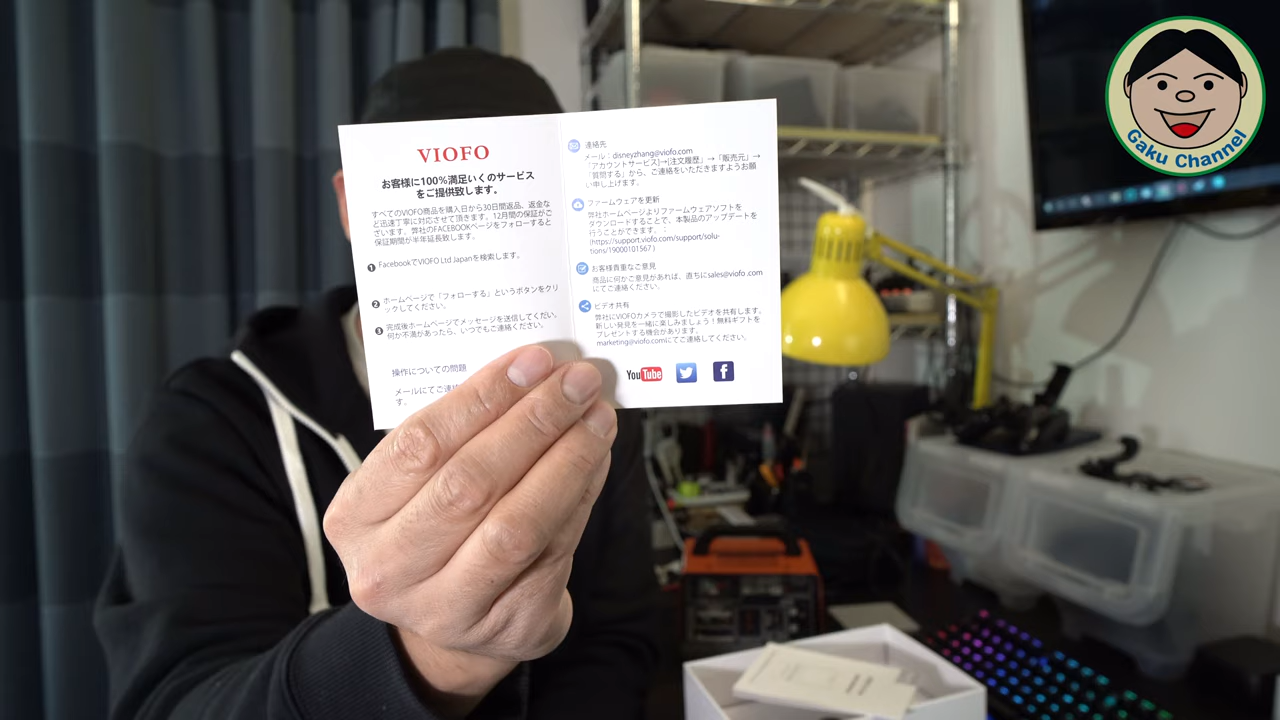 VIOFO
お客様に100%満足いくのサービス
をご提供致します。
すべてのVIOFO商品を購入日から30日間返品、返金な
ど迅速丁寧に対応させて頂きます。12月間の保証がご
ざいます。弊社のFACEBOOKページをフォローすると
保証期間が半年延長致します。
1 FacebookでVIOFO Ltd Japanを検索します。
2 ホームページで「フォローする」というボタンをクリ
ックしてください。
3 完成後ホームページでメッセージを送信してくだい。
何か不満があったら、いつでもご連絡ください。
操作についての問題
メールにてご連絡
す。
連絡先
メール：disneyzhang@viofo.com
「アカウントサービス]→[注文履歴」→「販売元」→
「質問する」から、ご連絡をいただきますようお願
い申し上げます。
ファームウェアを更新
弊社ホームページよりファームウェアソフトを
ダウンロードすることで、本製品のアップデートを
行うことができます。：
(https://support.viofo.com/support/solu-
tions/19000101567 )
お客様貴重なご意見
商品に何かご意見があれば、直ちにsales@viofo .com
にてご連絡ください。
ビデオ共有
弊社にVIOFOカメラで撮影したビデオを共有します。
新しい発見を一緒に楽しみましょう！無料ギフトを
プレゼントする機会があります。
marketing@viofo.comにてご連絡してください。
YouTube
Gaku Channel